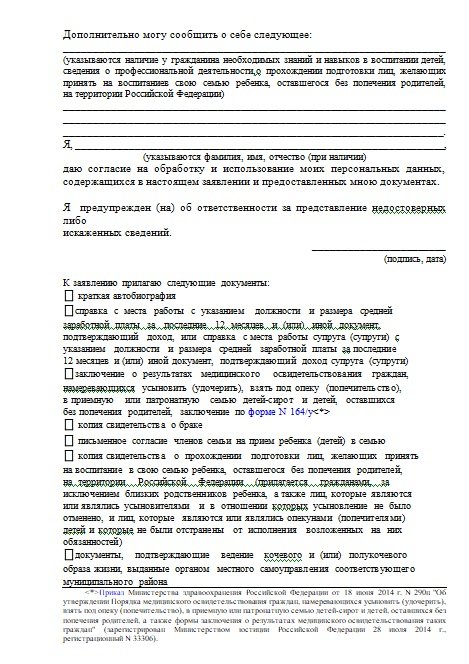 Дополнительно могу сообщить о себе следующее:
(указываются наличие у гражданина необходимых знаний и навыков в воспитании детей,
сведения о профессиональной деятельности,о прохождении подготовки лиц, желающих
принять на воспитаниев свою семью ребенка, оставшегося без попечения родителей,
на территории Российской Федерации)
Я,
(указываются фамилия, имя, отчество (при наличии)
даю согласие на обработку и использование моих персональных данных,
содержащихся в настоящем заявлении и предоставленных мною документах.
Я предупрежден (на) об ответственности за представление недостоверных
либо
искаженных сведений.
(подпись, дата)
К заявлению прилагаю следующие документы:
краткая автобиография
справка с места работы с указанием должности и размера средней
заработной платы за последние 12 месяцев и (или) иной документ,
подтверждающий доход, или справка с места работы супруга (супруги) с
указанием должности и размера средней заработной платы за последние
12 месяцев и (или) иной документ, подтверждающий доход супруга (супруги)
заключение о результатах медицинского освидетельствования граждан,
намеревающихся усыновить (удочерить), взять под опеку (попечительство),
в приемную или патронатную семью детей-сирот и детей, оставшихся
без попечения родителей, заключение по форме N 164/у<*>
копия свидетельства о браке
письменное согласие членов семьи на прием ребенка (детей) в семью
копия свидетельства о прохождении подготовки лиц, желающих принять
на воспитание в свою семью ребенка, оставшегося без попечения родителей,
на территории Российской Федерации (прилагается гражданами, за
исключением близких родственников ребенка, а также лиц, которые являются
или являлись усыновителями и в отношении которых усыновление не было
отменено, и лиц, которые являются или являлись опекунами (попечителями)
детей и которые не были отстранены от исполнения возложенных на них
обязанностей)
документы, подтверждающие ведение кочевого и (или) полукочевого
образа жизни, выданные органом местного самоуправления соответствующего
муниципального района
<*>Приказ Министерства здравоохранения Российской Федерации от 18 июня 2014 г. N 290н "Об
утверждении Порядка медицинского освидетельствования граждан, намеревающихся усыновить (удочерить),
взять под опеку (попечительство), в приемную или патронатную семью детей-сирот и детей, оставшихся без
попечения родителей, а также формы заключения о результатах медицинского освидетельствования таких
граждан" (зарегистрирован Министерством юстиции Российской Федерации 28 июля 2014 г.,
регистрационный N 33306).